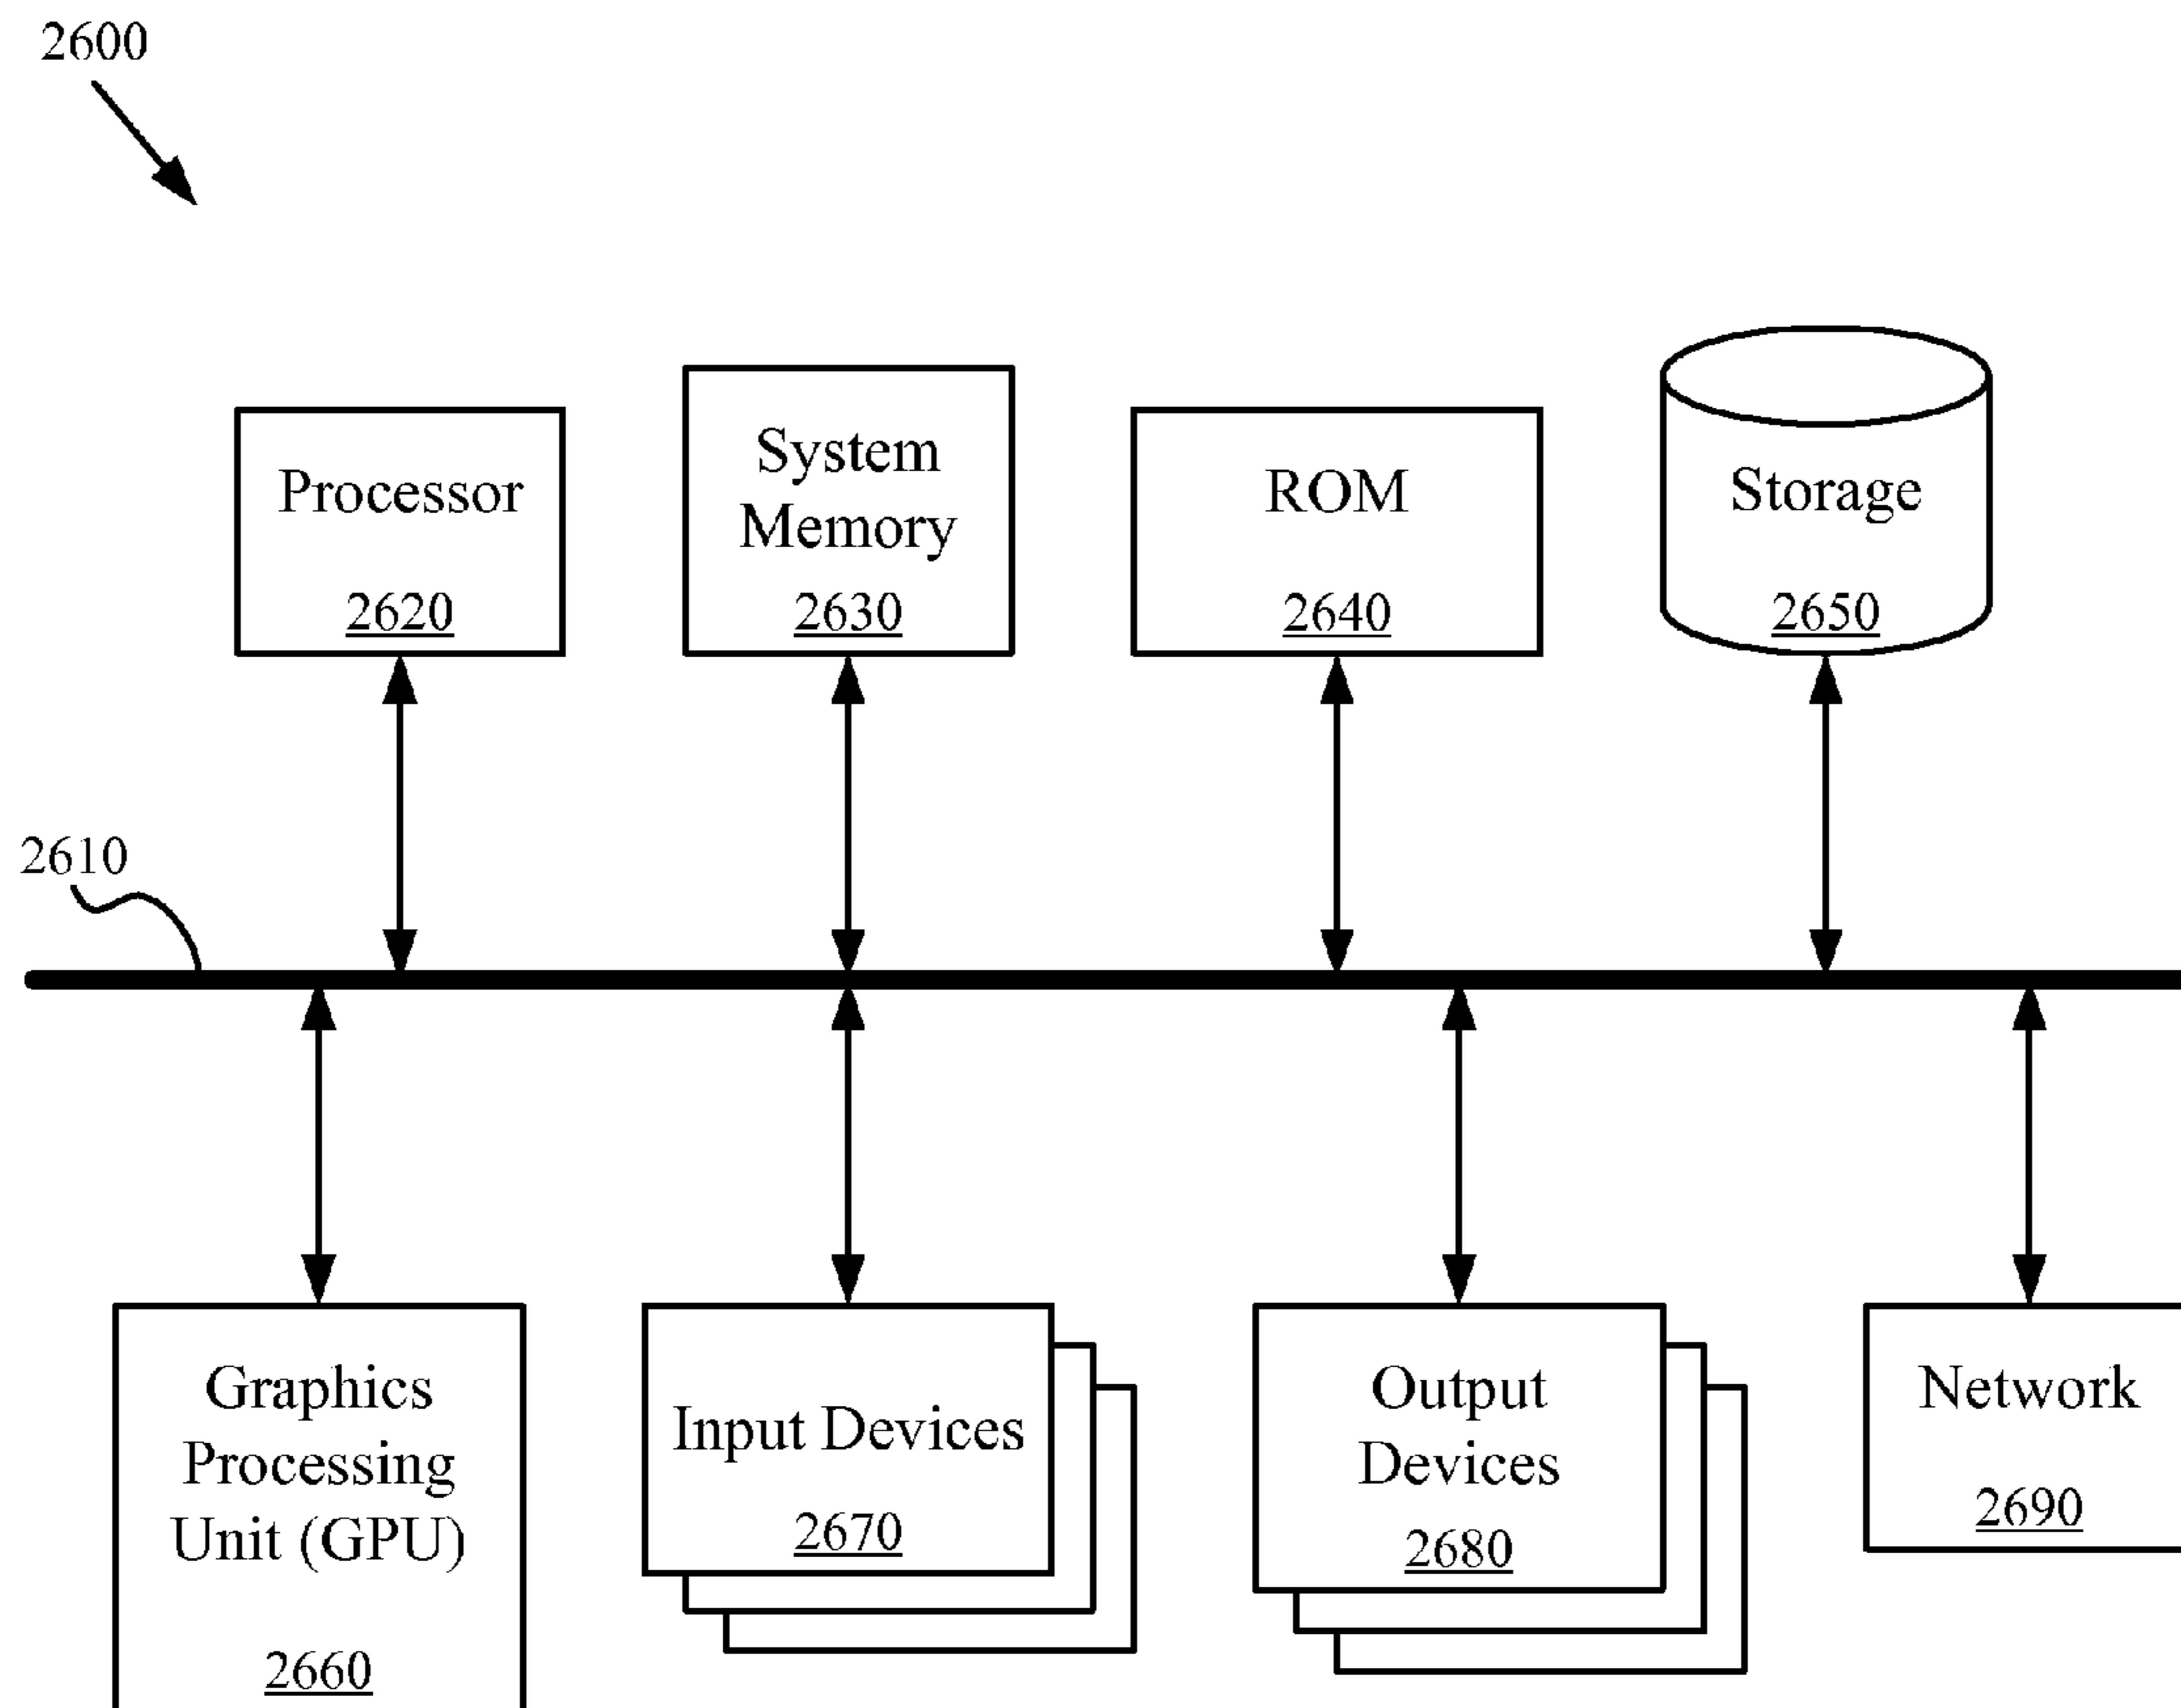 2600
Processor
2620
System
Memory
2630
ROM
2640
Storage
2650
2610
Graphics
Processing
Unit (GPU)
2660
Input Devices
2670
Output
Devices
2680
Network
2690